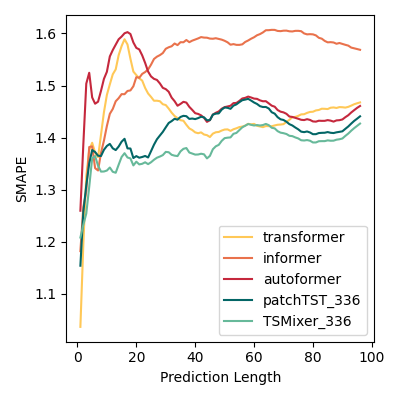 1.6
1.5
1.4
1.3
1.2
1.1
SMAPE
0 20 40 60 80 100
Prediction Length
transformer
informer
autoformer
patchTST_336
TSMixer_336